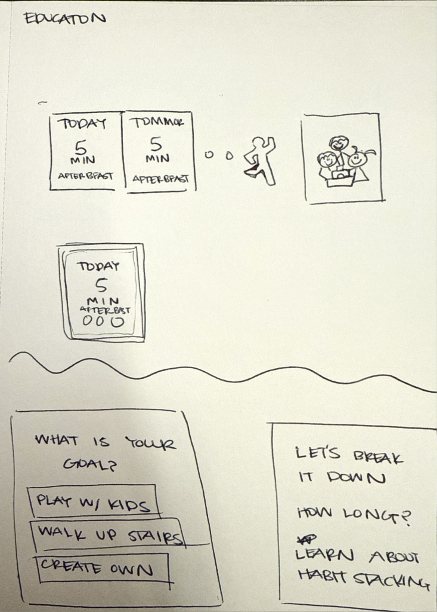 EDUCATON
TODAY
5
MIN
AFTER BFAST
TOMMOR
5
MIN
AFTER BFAST
TODAY
5
MIN
AFTER BFAST
WHAT IS YOUR
GOAL?
PLAY W/ KIDS
WALK UP STAIRS
CREATE OWN
LET'S BREAK
IT DOWN
HOW LONG?
LEARN ABOUT
HABIT STACKING